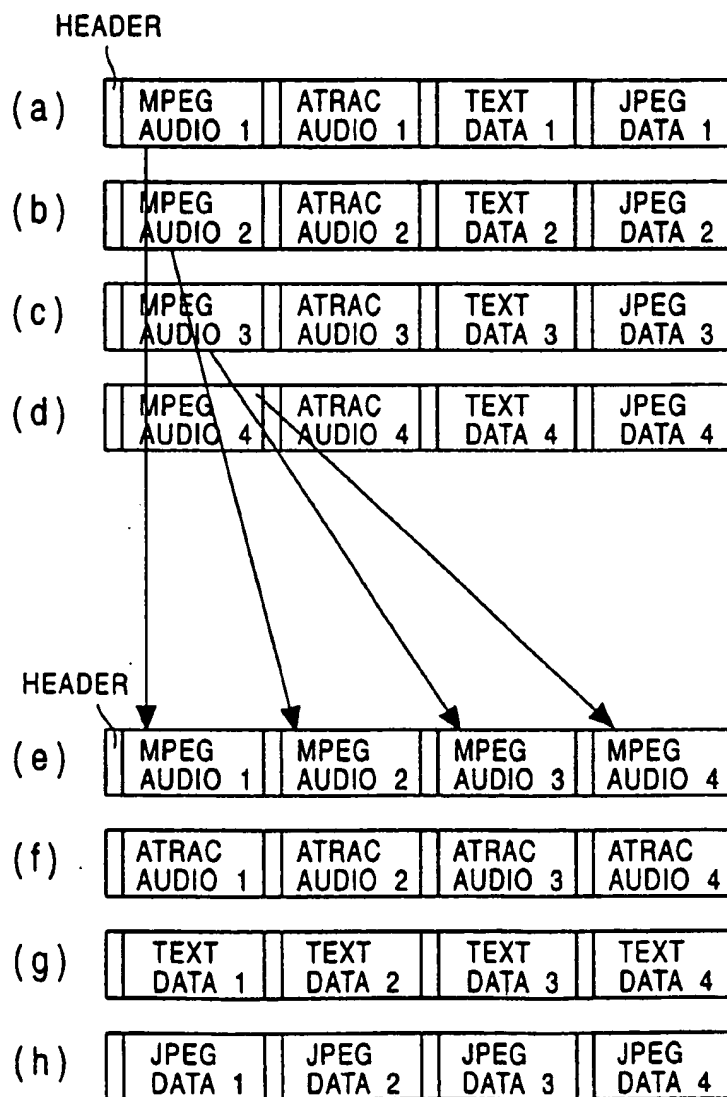 HEADER
(a) MPEG ATRAC TEXT JPEG
AUDIO 1 AUDIO 1 DATA 1 DATA 1
(b) MPEG ATRAC TEXT JPEG
AUDIO 2 AUDIO 2 DATA 2 DATA 2
(c) MPEG ATRAC TEXT JPEG
AUDIO 3 AUDIO 3 DATA 3 DATA 3
(d) MPEG ATRAC TEXT JPEG
AUDIO 4 AUDIO 4 DATA 4 DATA 4
HEADER
(e) MPEG MPEG MPEG MPEG
AUDIO 1 AUDIO 2 AUDIO 3 AUDIO 4
(f) ATRAC ATRAC ATRAC ATRAC
AUDIO 1 AUDIO 2 AUDIO 3 AUDIO 4
(g) TEXT TEXT TEXT TEXT
DATA 1 DATA 2 DATA 3 DATA 4
(h) JPEG JPEG JPEG JPEG
DATA 1 DATA 2 DATA 3 DATA 4